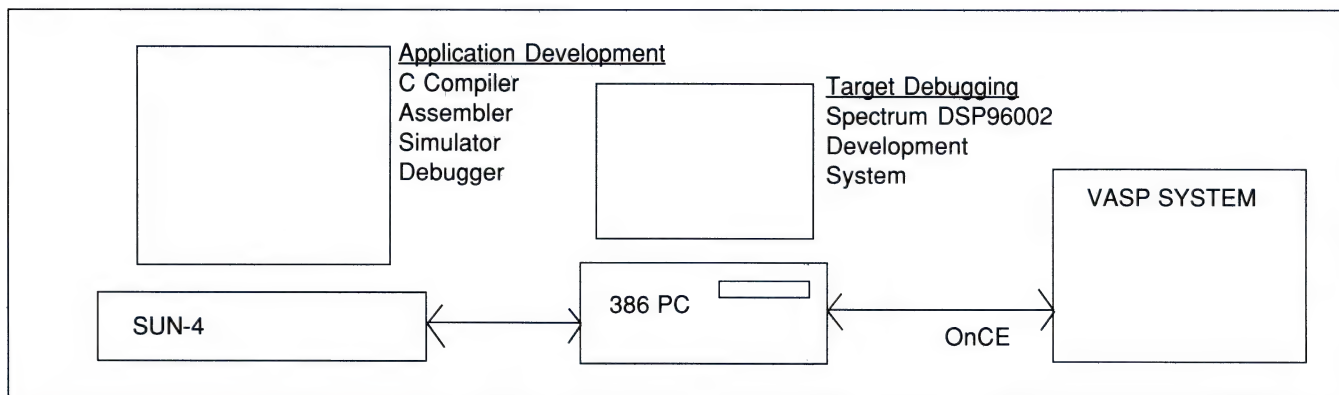 Application Development
C Compiler
Assembler
Simulator
Debugger
Target Debugging
Spectrum DSP96002
Development
System
VASP SYSTEM
SUN-4
386 PC
OnCE